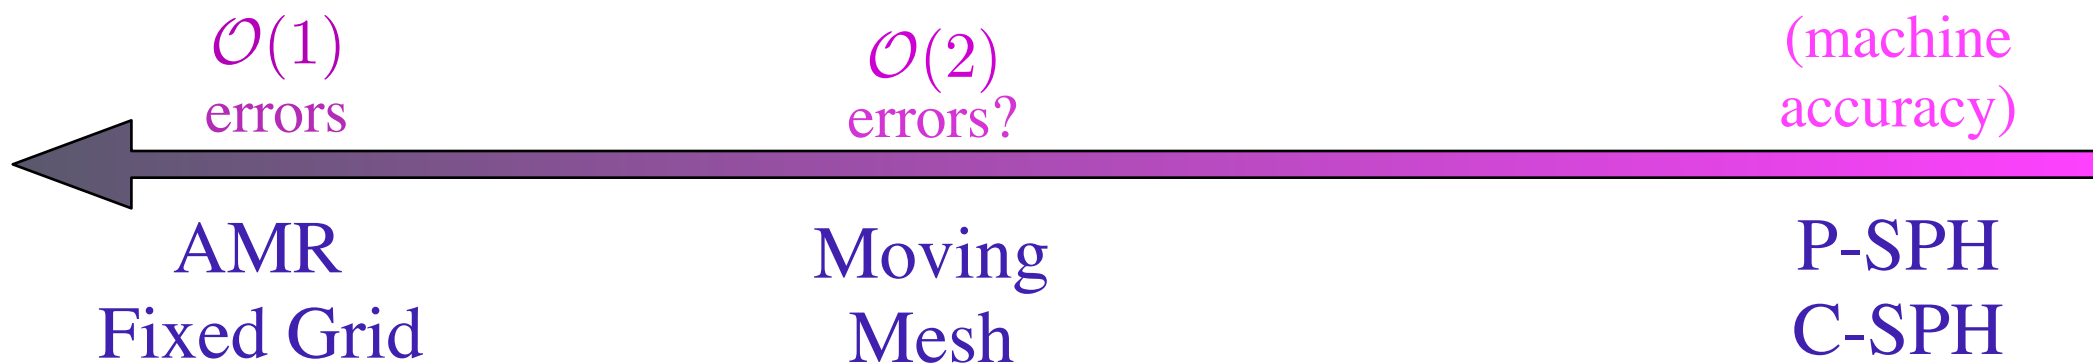 𝒪(1)
errors
𝒪(2)
errors?
(machine
accuracy)
AMR
Fixed Grid
Moving
Mesh
P-SPH
C-SPH